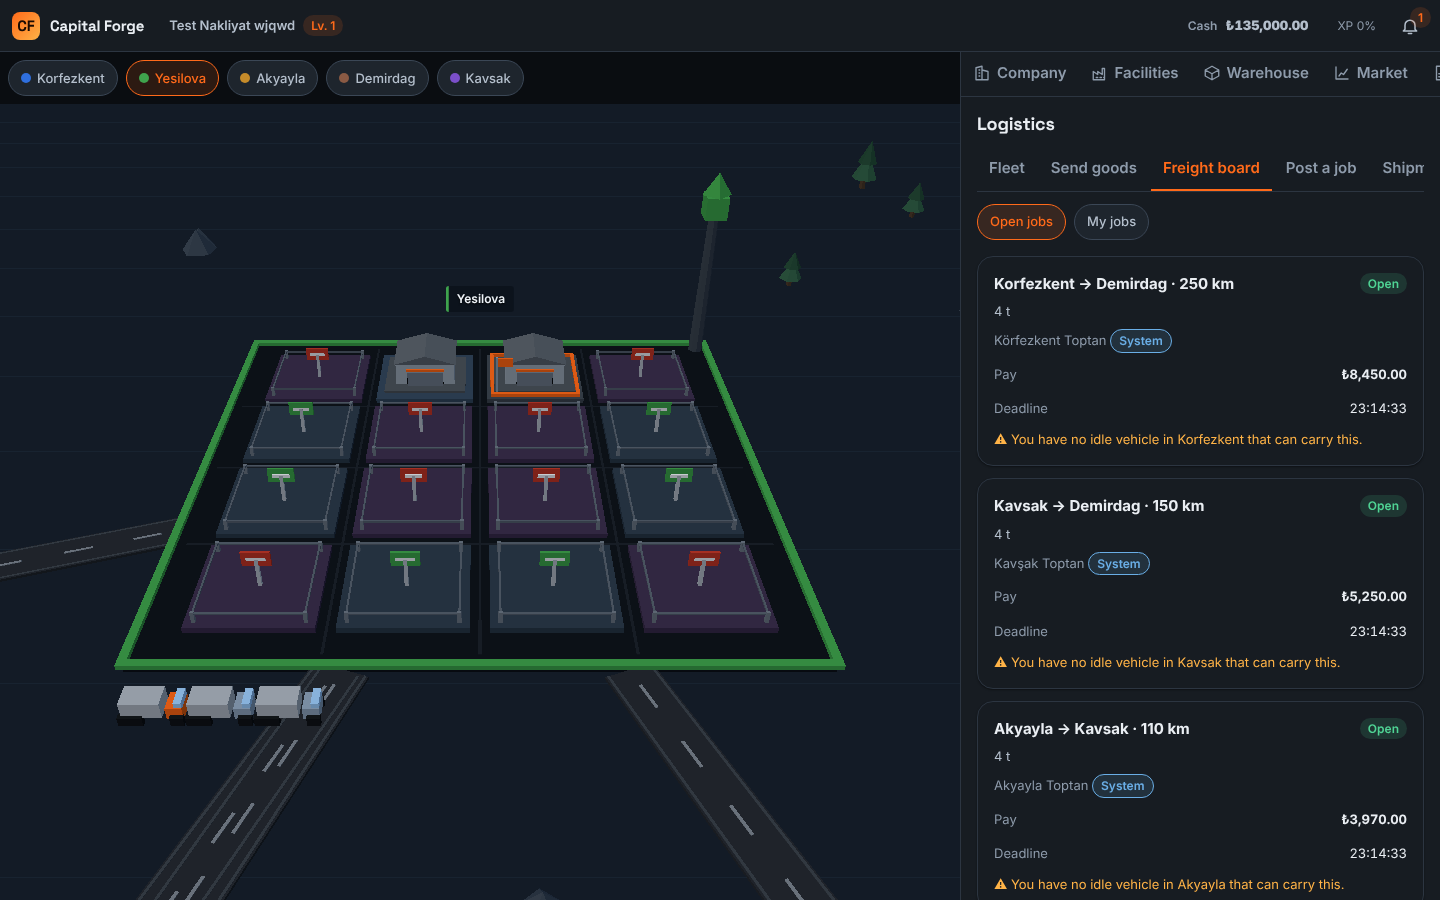 CF Capital Forge Test Nakliyat wjqwd Lv. 1 Cash ₺135,000.00 XP 0% 1
Korfezkent Yesilova Akyayla Demirdag Kavsak
Company Facilities Warehouse Market
Logistics
Fleet Send goods Freight board Post a job Shipm
Open jobs My jobs
Korfezkent → Demirdag · 250 km Open
4 t
Körfezkent Toptan System
Pay ₺8,450.00
Deadline 23:14:33
⚠ You have no idle vehicle in Korfezkent that can carry this.
Kavsak → Demirdag · 150 km Open
4 t
Kavşak Toptan System
Pay ₺5,250.00
Deadline 23:14:33
⚠ You have no idle vehicle in Kavsak that can carry this.
Akyayla → Kavsak · 110 km Open
4 t
Akyayla Toptan System
Pay ₺3,970.00
Deadline 23:14:33
⚠ You have no idle vehicle in Akyayla that can carry this.
Yesilova